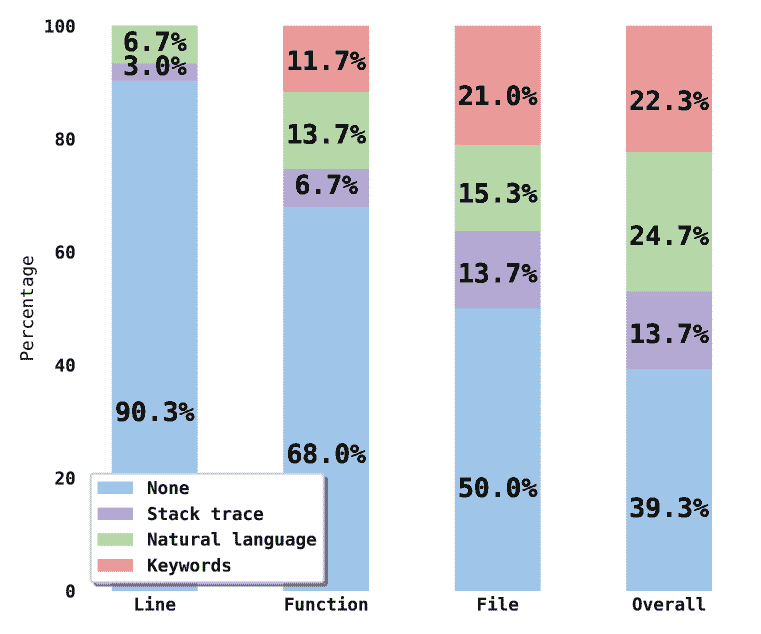 100
80
60
40
20
0
Percentage
6.7%
3.0%
90.3%
11.7%
13.7%
6.7%
68.0%
21.0%
15.3%
13.7%
50.0%
22.3%
24.7%
13.7%
39.3%
None
Stack trace
Natural language
Keywords
Line
Function
File
Overall